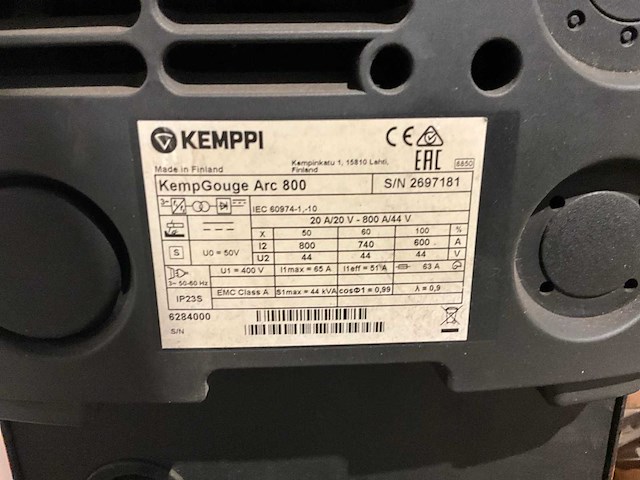 KEMPPI
CE EAC
Made in Finland
Kempinkatu 1, 15810 Lahti,
Finland
KempGouge Arc 800 S/N 2697181
IEC 60974-1,-10
20 A/20 V - 800 A/44 V
X 50 60 100 %
I2 800 740 600 A
S U0 = 50V U2 44 44 44 V
3~ 50-60 Hz U1 = 400 V I1max = 65 A I1eff = 51 A 63 A
IP23S EMC Class A S1max = 44 kVA cosΦ1 = 0,99 λ = 0,9
6284000
S/N